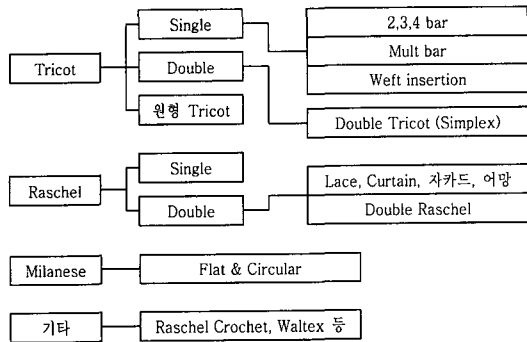 Single
2,3,4 bar
Mult bar
Tricot
Double
Weft insertion
원형 Tricot
Double Tricot (Simplex)
Single
Raschel
Lace, Curtain, 자카드, 어망
Double
Double Raschel
Milanese
Flat & Circular
기타
Raschel Crochet, Waltex 등